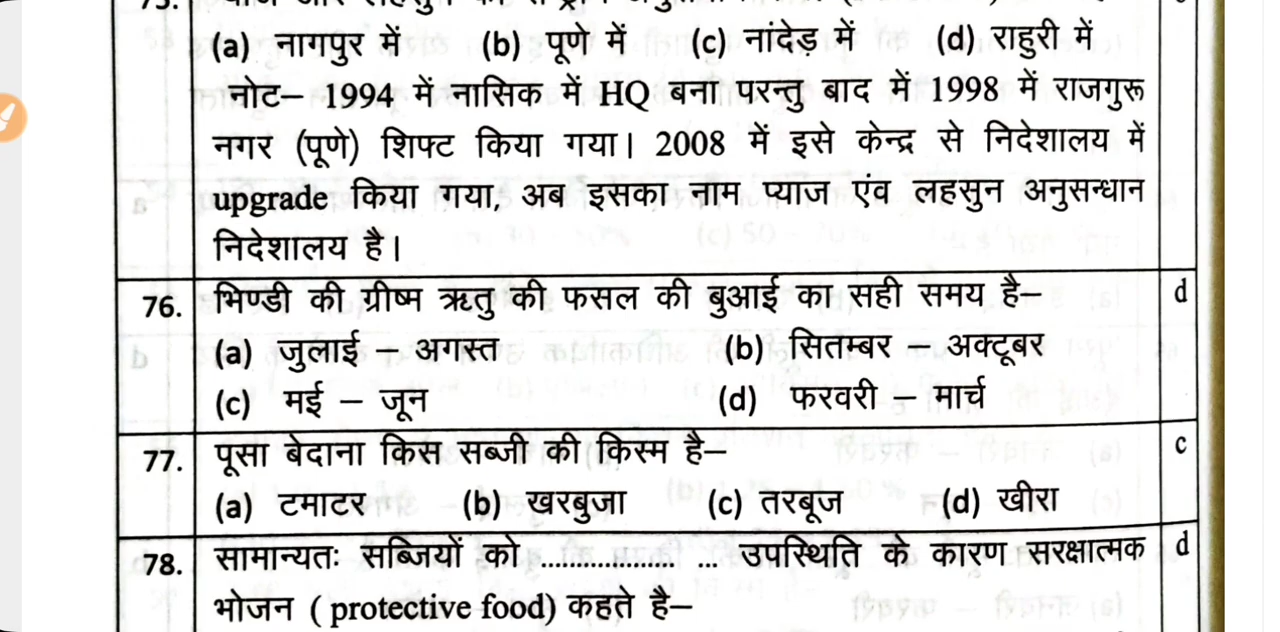 (a) नागपुर में (b) पूणे में (c) नांदेड़ में (d) राहुरी में
नोट– 1994 में नासिक में HQ बना परन्तु बाद में 1998 में राजगुरू
नगर (पूणे) शिफ्ट किया गया। 2008 में इसे केन्द्र से निदेशालय में
upgrade किया गया, अब इसका नाम प्याज एंव लहसुन अनुसन्धान
निदेशालय है।
76. भिण्डी की ग्रीष्म ऋतु की फसल की बुआई का सही समय है– d
(a) जुलाई – अगस्त (b) सितम्बर – अक्टूबर
(c) मई – जून (d) फरवरी – मार्च
77. पूसा बेदाना किस सब्जी की किस्म है– c
(a) टमाटर (b) खरबुजा (c) तरबूज (d) खीरा
78. सामान्यतः सब्जियों को .................. ... उपस्थिति के कारण सरक्षात्मक d
भोजन ( protective food) कहते है–